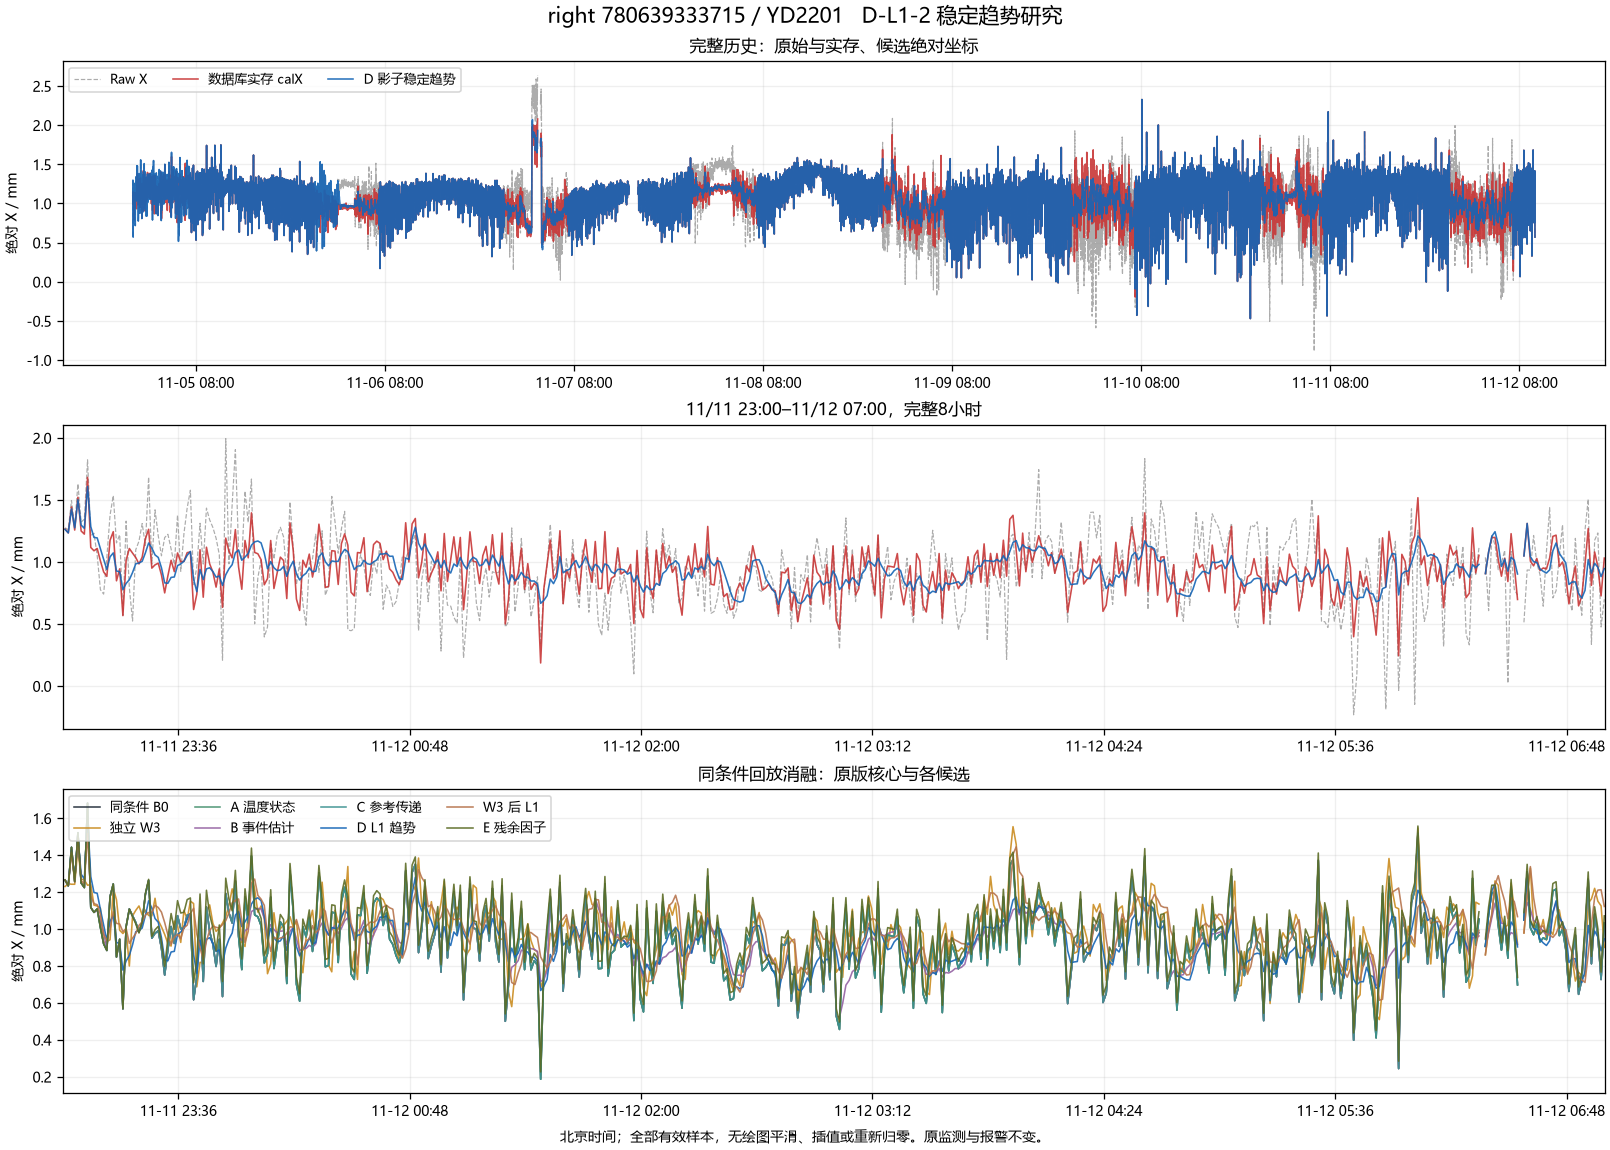 right 780639333715 / YD2201   D-L1-2 稳定趋势研究
完整历史：原始与实存、候选绝对坐标
Raw X   数据库实存 calX   D 影子稳定趋势
绝对 X / mm
2.5
2.0
1.5
1.0
0.5
0.0
-0.5
-1.0
11-05 08:00   11-06 08:00   11-07 08:00   11-08 08:00   11-09 08:00   11-10 08:00   11-11 08:00   11-12 08:00
11/11 23:00–11/12 07:00，完整8小时
绝对 X / mm
2.0
1.5
1.0
0.5
0.0
11-11 23:36   11-12 00:48   11-12 02:00   11-12 03:12   11-12 04:24   11-12 05:36   11-12 06:48
同条件回放消融：原版核心与各候选
同条件 B0   A 温度状态   C 参考传递   W3 后 L1
独立 W3   B 事件估计   D L1 趋势   E 残余因子
绝对 X / mm
1.6
1.4
1.2
1.0
0.8
0.6
0.4
0.2
11-11 23:36   11-12 00:48   11-12 02:00   11-12 03:12   11-12 04:24   11-12 05:36   11-12 06:48
北京时间；全部有效样本，无绘图平滑、插值或重新归零。原监测与报警不变。